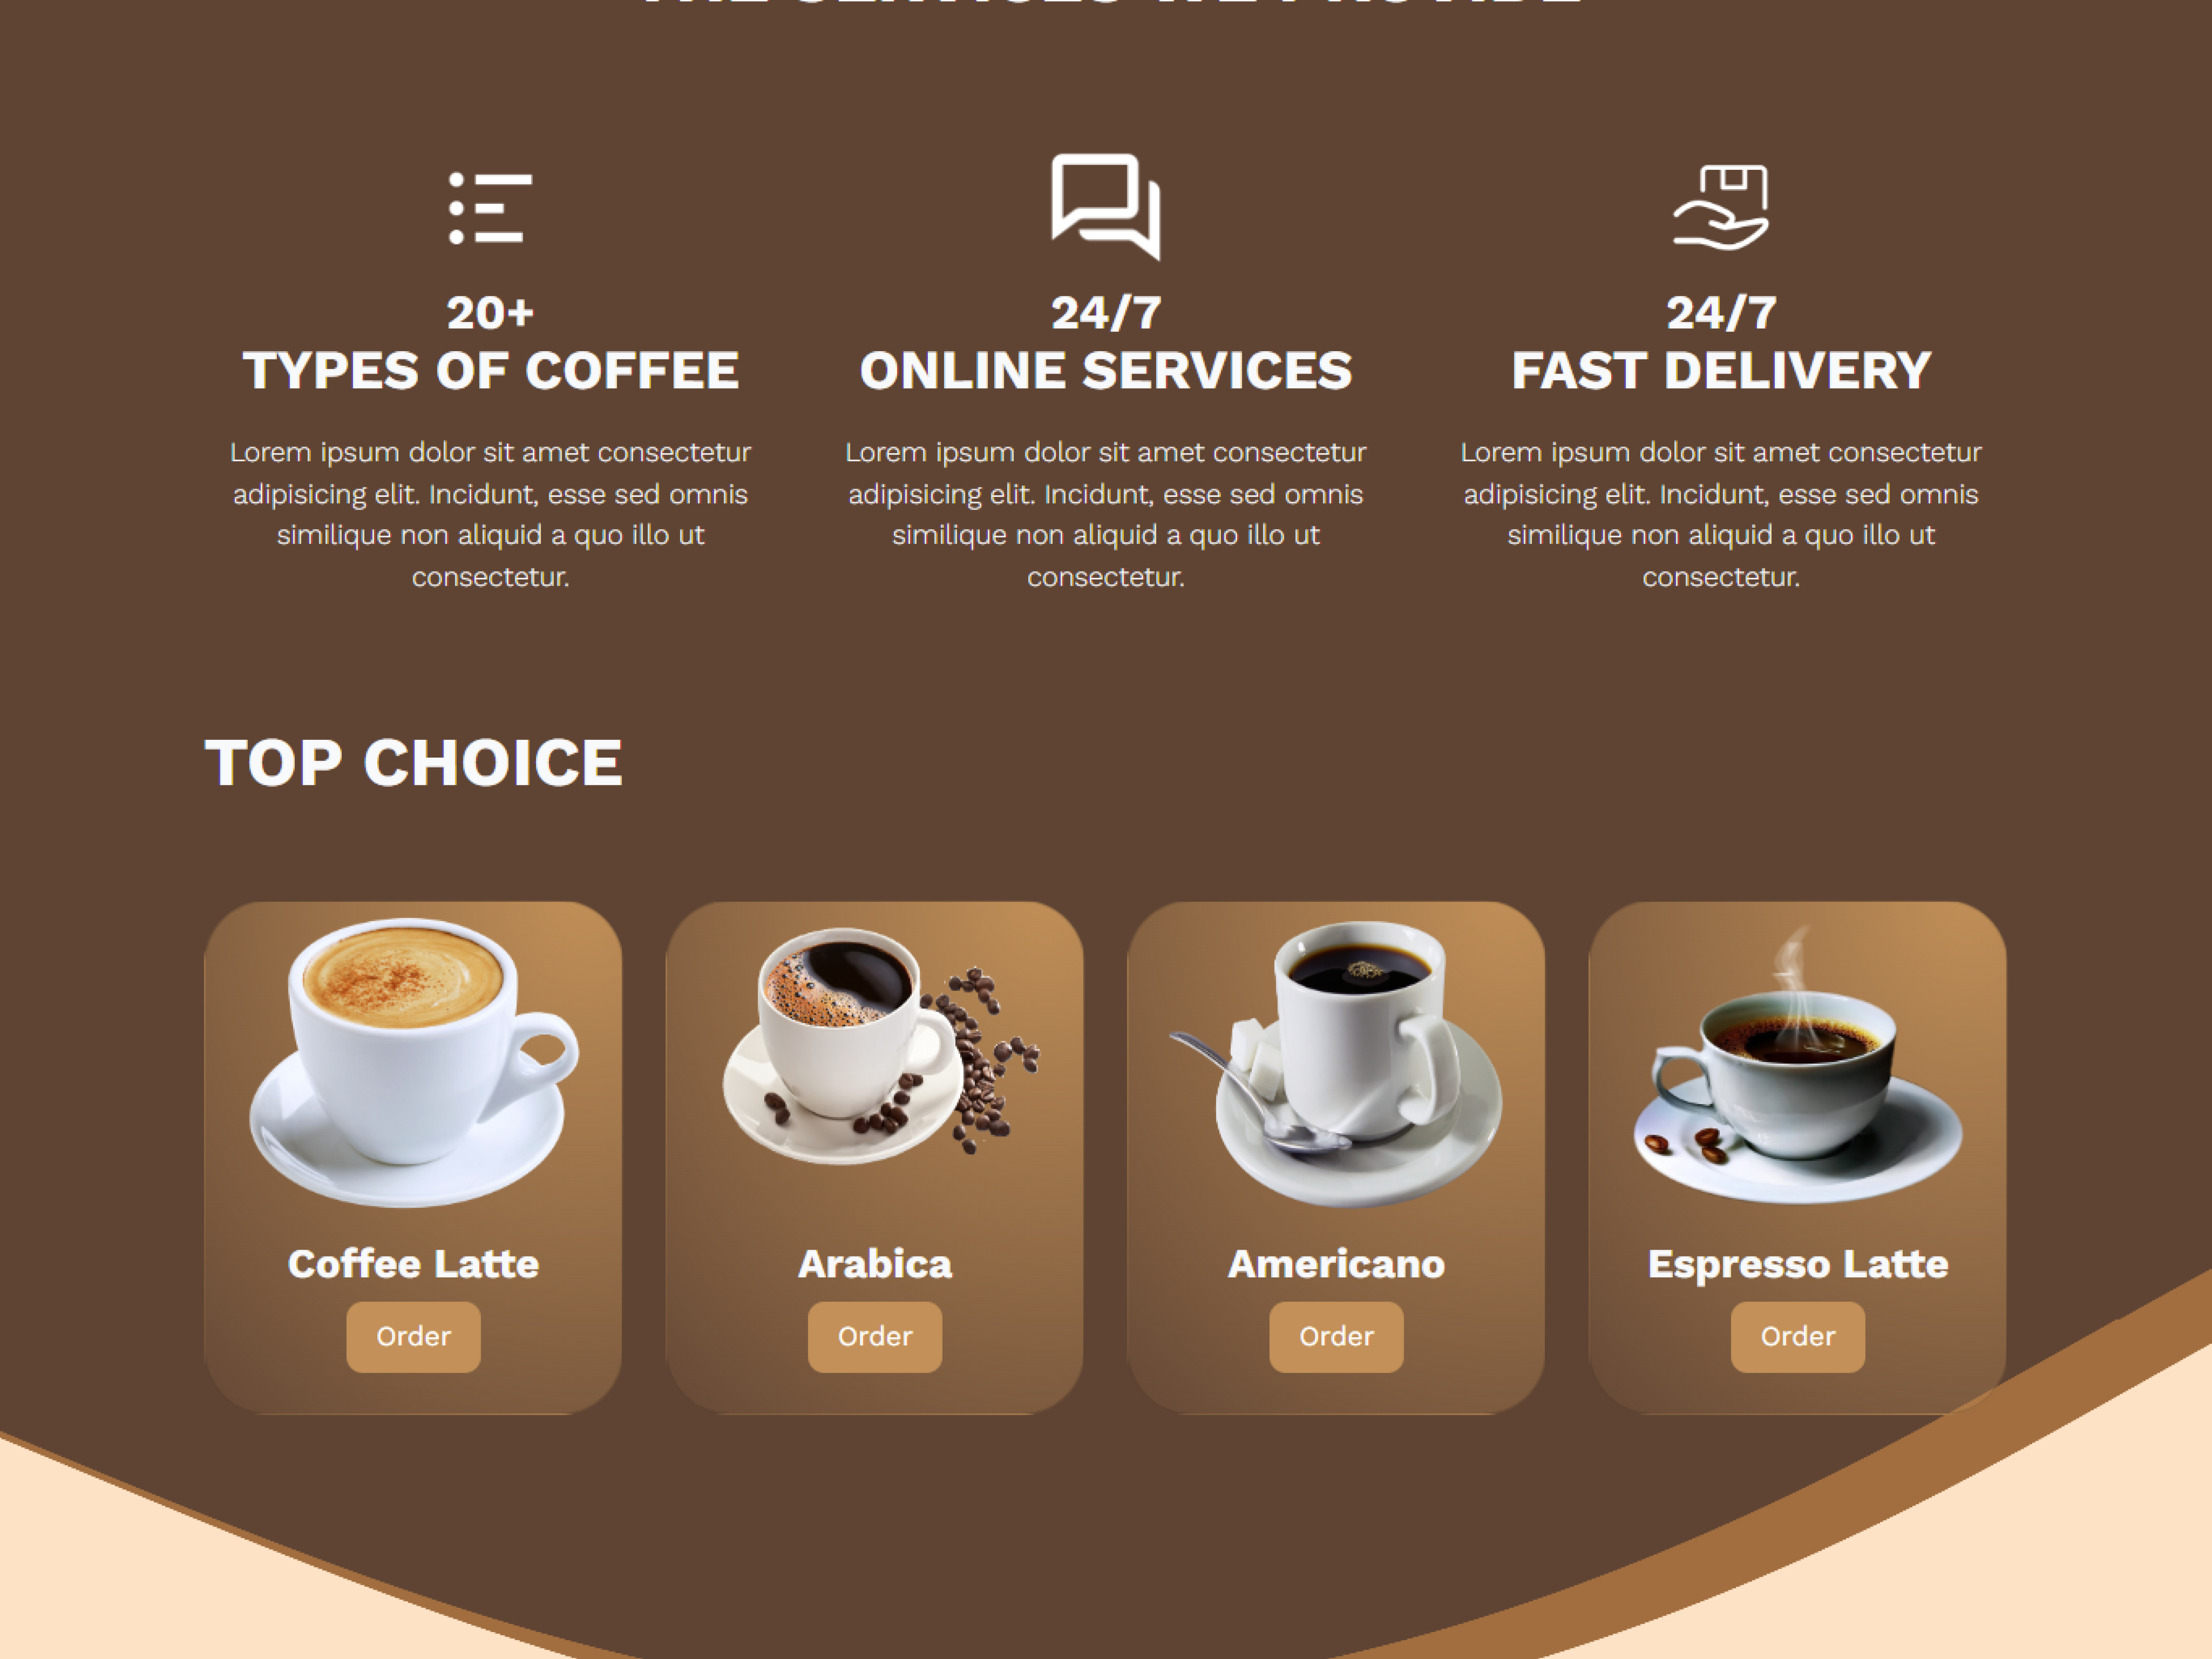 20+
TYPES OF COFFEE
Lorem ipsum dolor sit amet consectetur
adipisicing elit. Incidunt, esse sed omnis
similique non aliquid a quo illo ut
consectetur.
24/7
ONLINE SERVICES
Lorem ipsum dolor sit amet consectetur
adipisicing elit. Incidunt, esse sed omnis
similique non aliquid a quo illo ut
consectetur.
24/7
FAST DELIVERY
Lorem ipsum dolor sit amet consectetur
adipisicing elit. Incidunt, esse sed omnis
similique non aliquid a quo illo ut
consectetur.
TOP CHOICE
Coffee Latte
Order
Arabica
Order
Americano
Order
Espresso Latte
Order